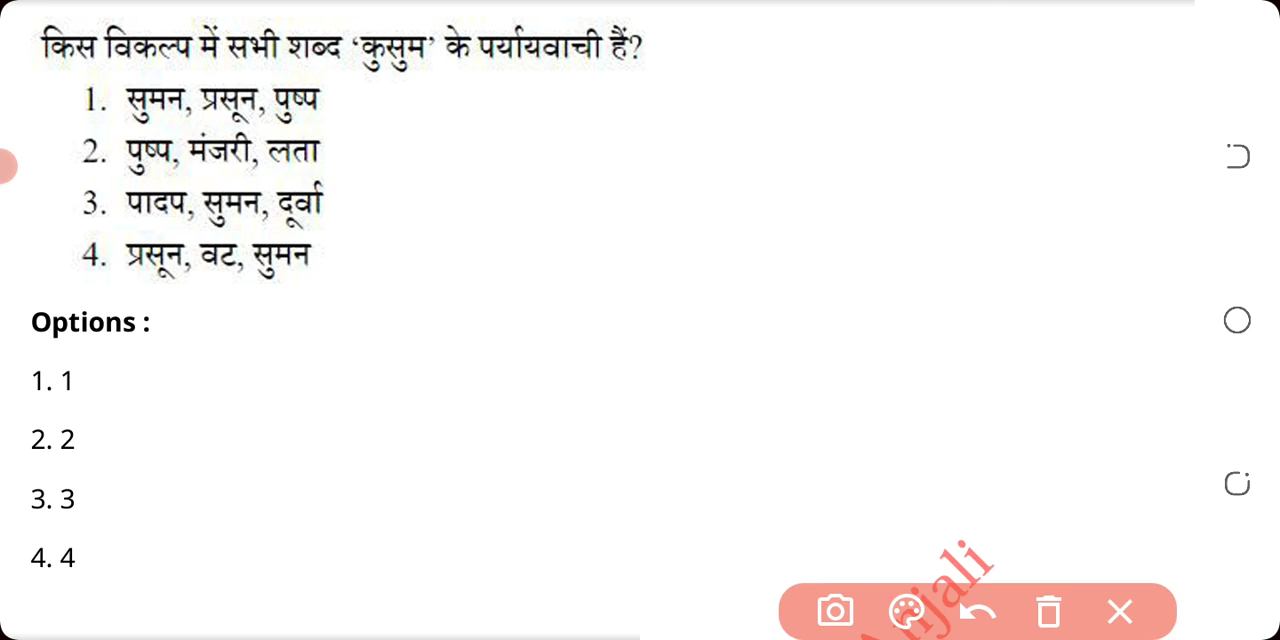 किस विकल्प में सभी शब्द ‘कुसुम’ के पर्यायवाची हैं?
1. सुमन, प्रसून, पुष्प
2. पुष्प, मंजरी, लता
3. पादप, सुमन, दूर्वा
4. प्रसून, वट, सुमन
Options :
1. 1
2. 2
3. 3
4. 4